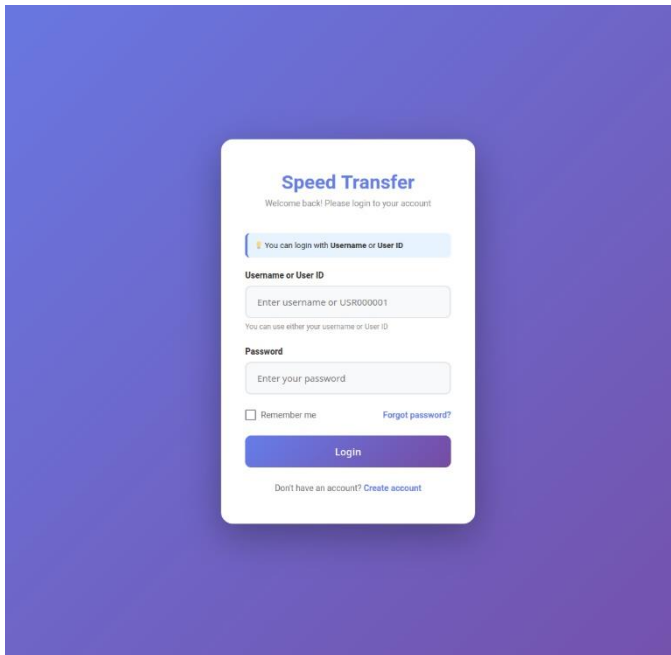 Speed Transfer
Welcome back! Please login to your account
💡 You can login with Username or User ID
Username or User ID
Enter username or USR000001
You can use either your username or User ID
Password
Enter your password
Remember me Forgot password?
Login
Don't have an account? Create account